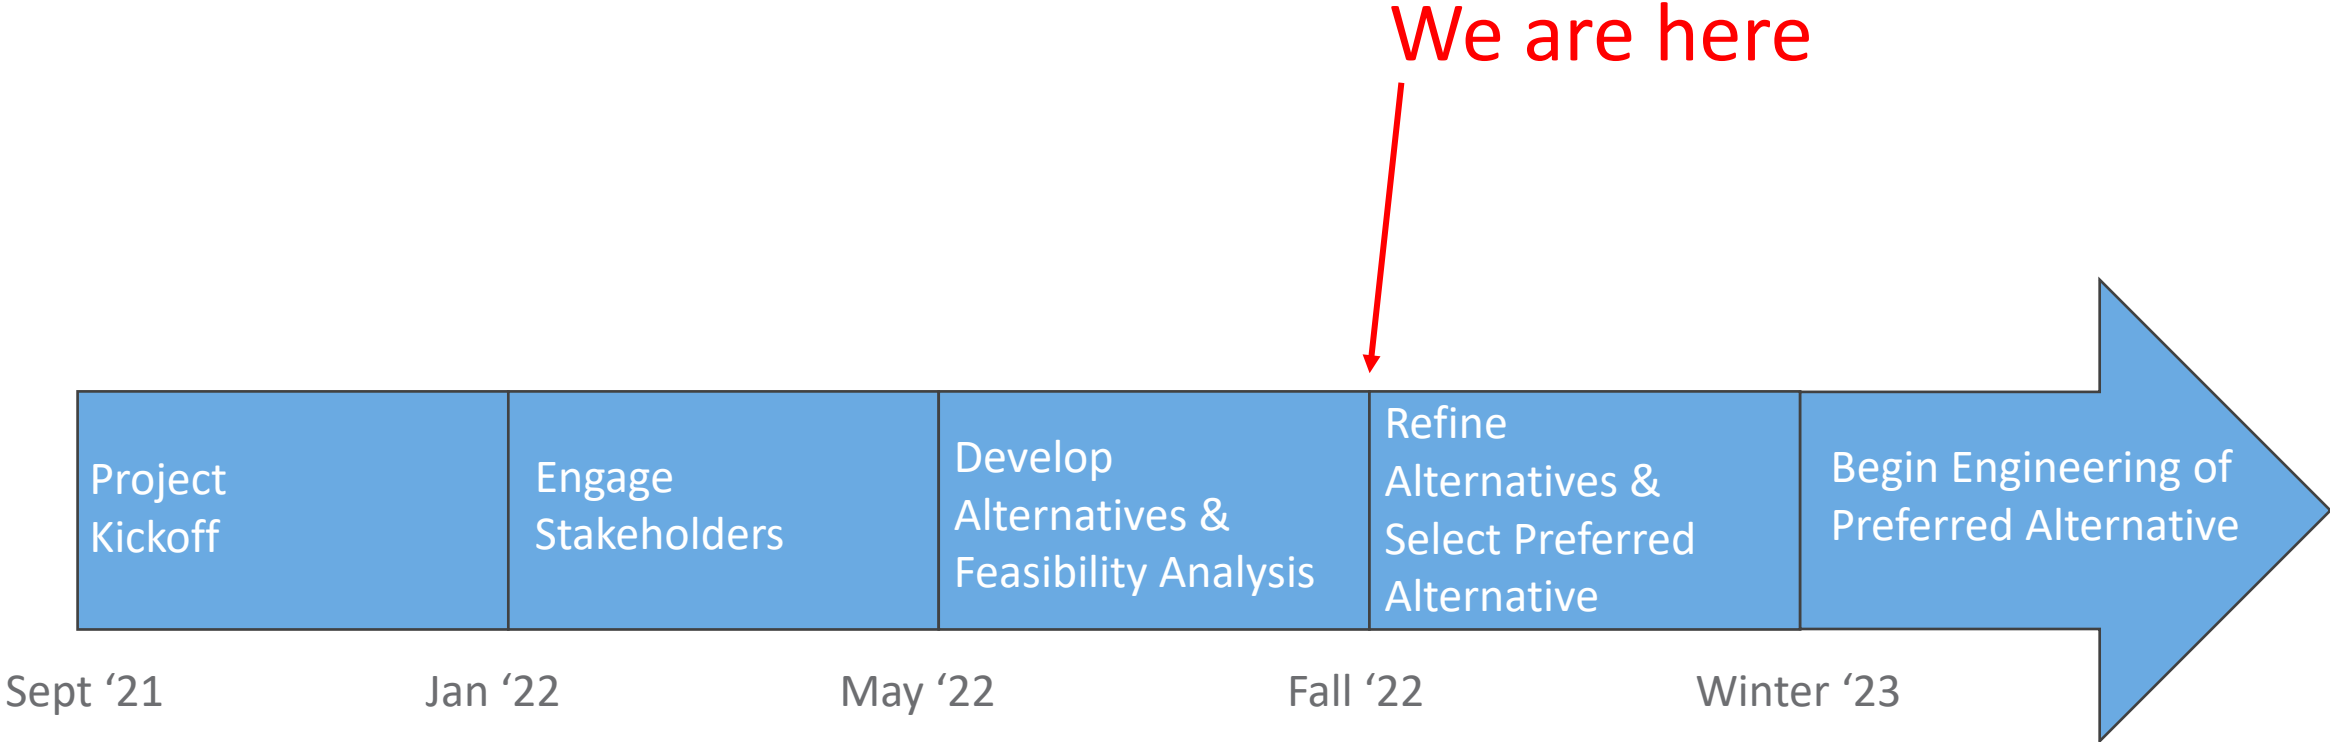 We are here
Project
Kickoff
Engage
Stakeholders
Develop
Alternatives &
Feasibility Analysis
Refine
Alternatives &
Select Preferred
Alternative
Begin Engineering of
Preferred Alternative
Sept ‘21
Jan ‘22
May ‘22
Fall ‘22
Winter ‘23